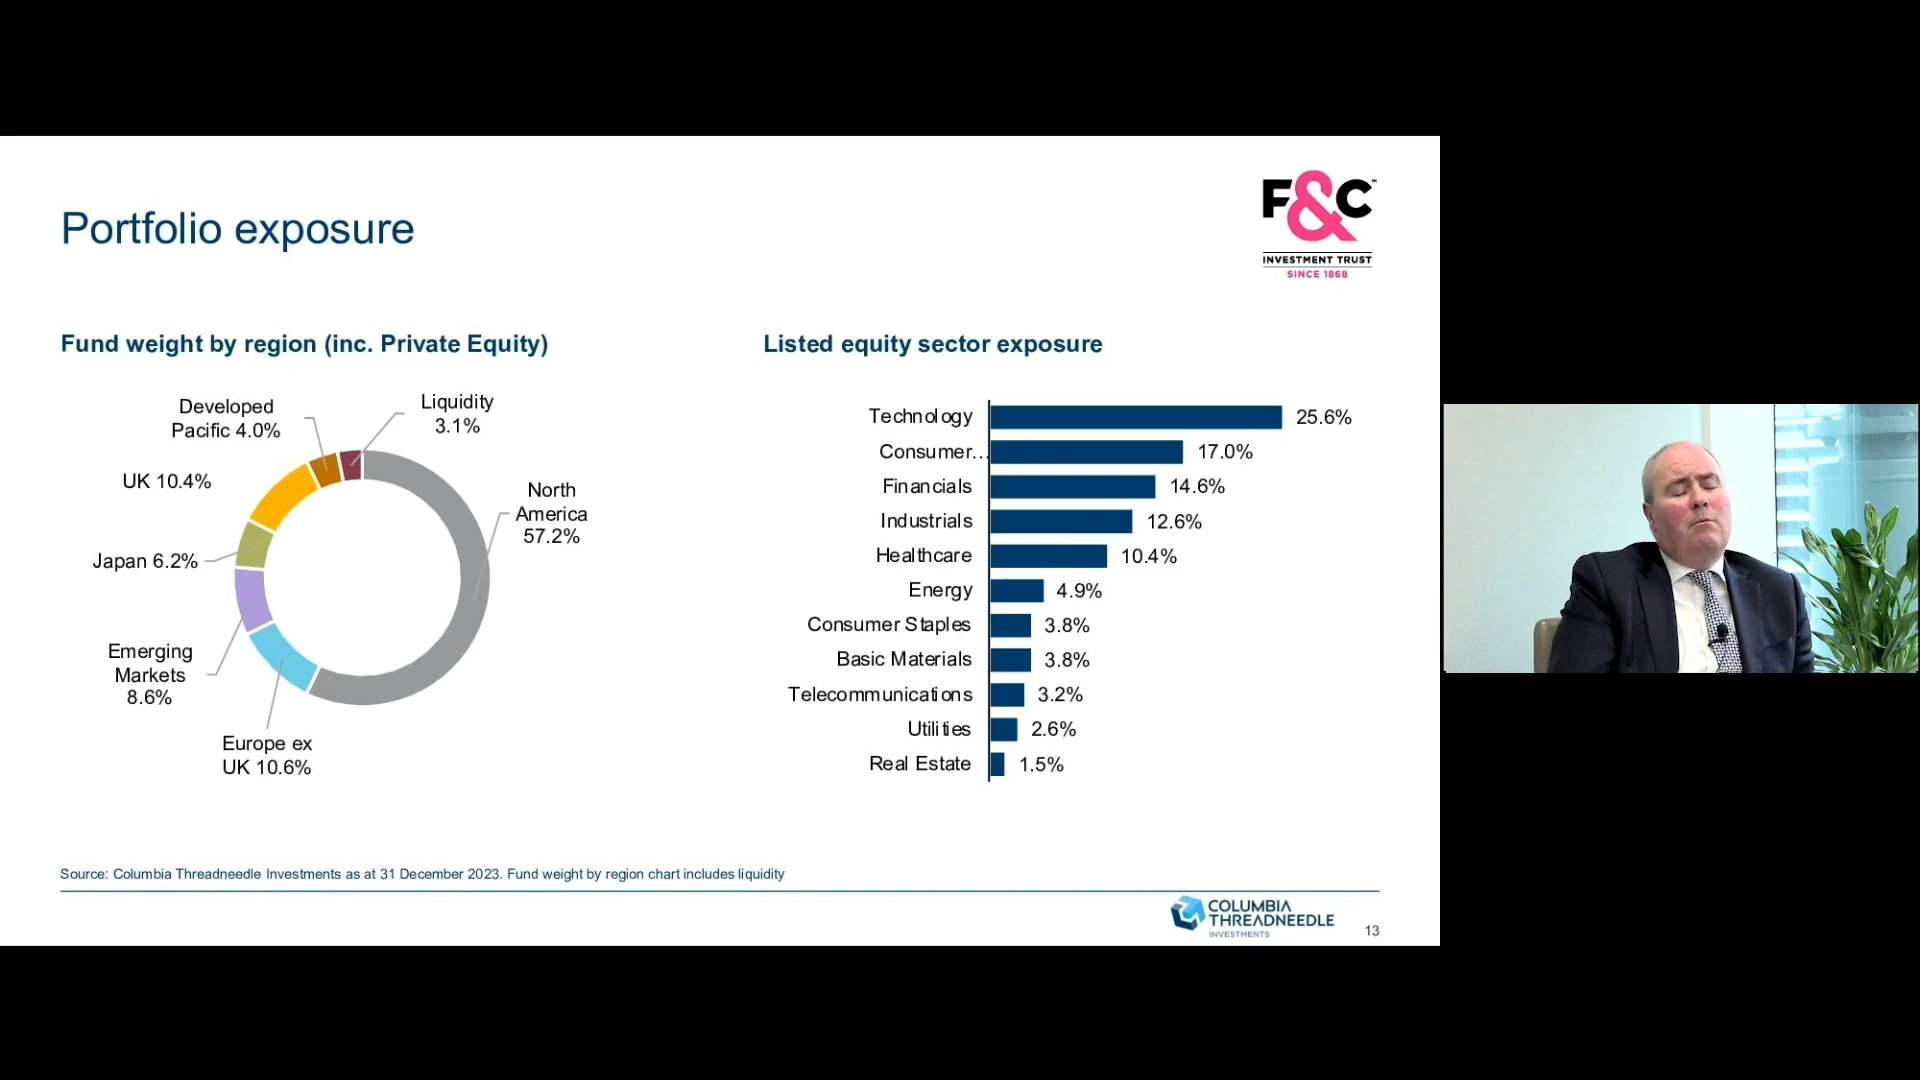 Portfolio exposure
F&C™
INVESTMENT TRUST
SINCE 1868
Fund weight by region (inc. Private Equity)
Developed
Pacific 4.0%
Liquidity
3.1%
UK 10.4%
North
America
57.2%
Japan 6.2%
Emerging
Markets
8.6%
Europe ex
UK 10.6%
Listed equity sector exposure
Technology 25.6%
Consumer... 17.0%
Financials 14.6%
Industrials 12.6%
Healthcare 10.4%
Energy 4.9%
Consumer Staples 3.8%
Basic Materials 3.8%
Telecommunications 3.2%
Utilities 2.6%
Real Estate 1.5%
Source: Columbia Threadneedle Investments as at 31 December 2023. Fund weight by region chart includes liquidity
COLUMBIA
THREADNEEDLE
INVESTMENTS
13